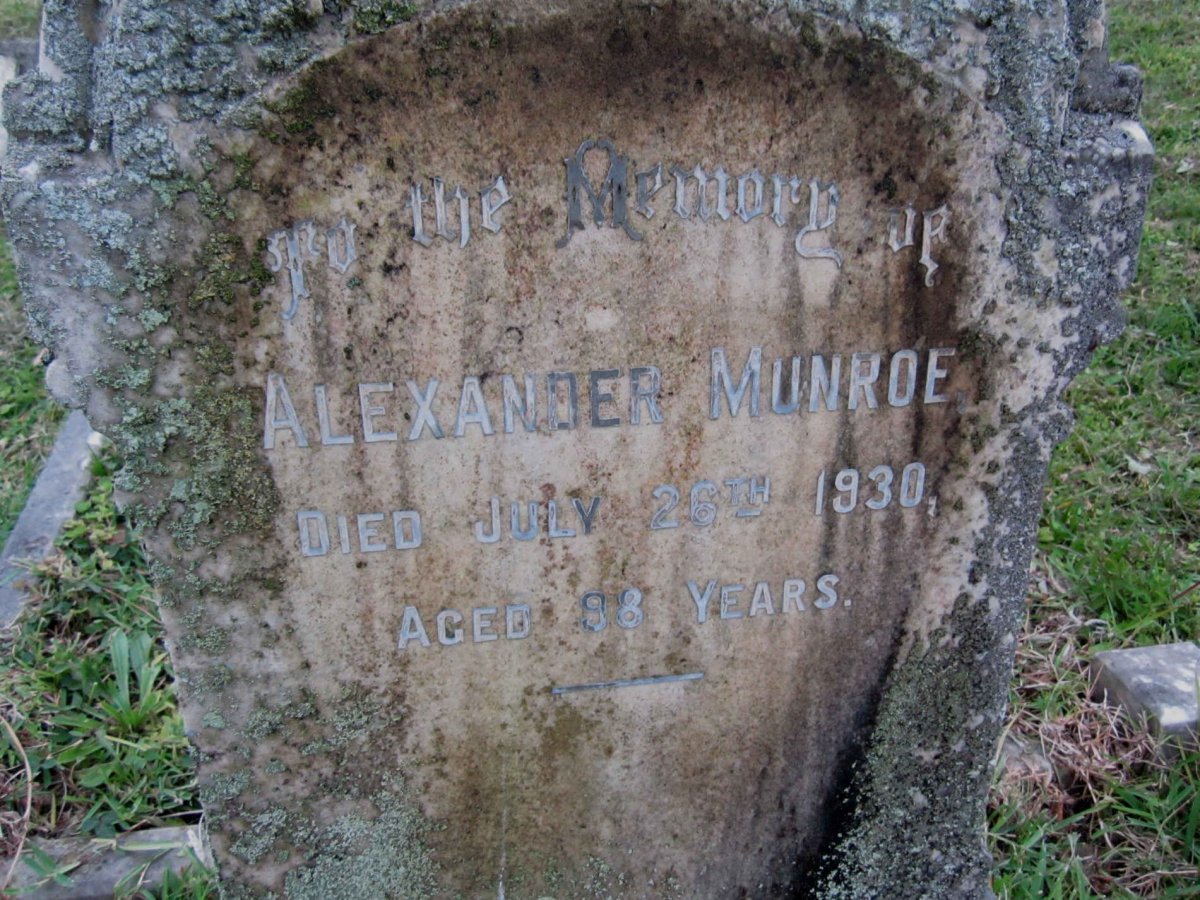 To the Memory of
ALEXANDER MUNROE,
DIED JULY 26TH 1930,
AGED 98 YEARS.